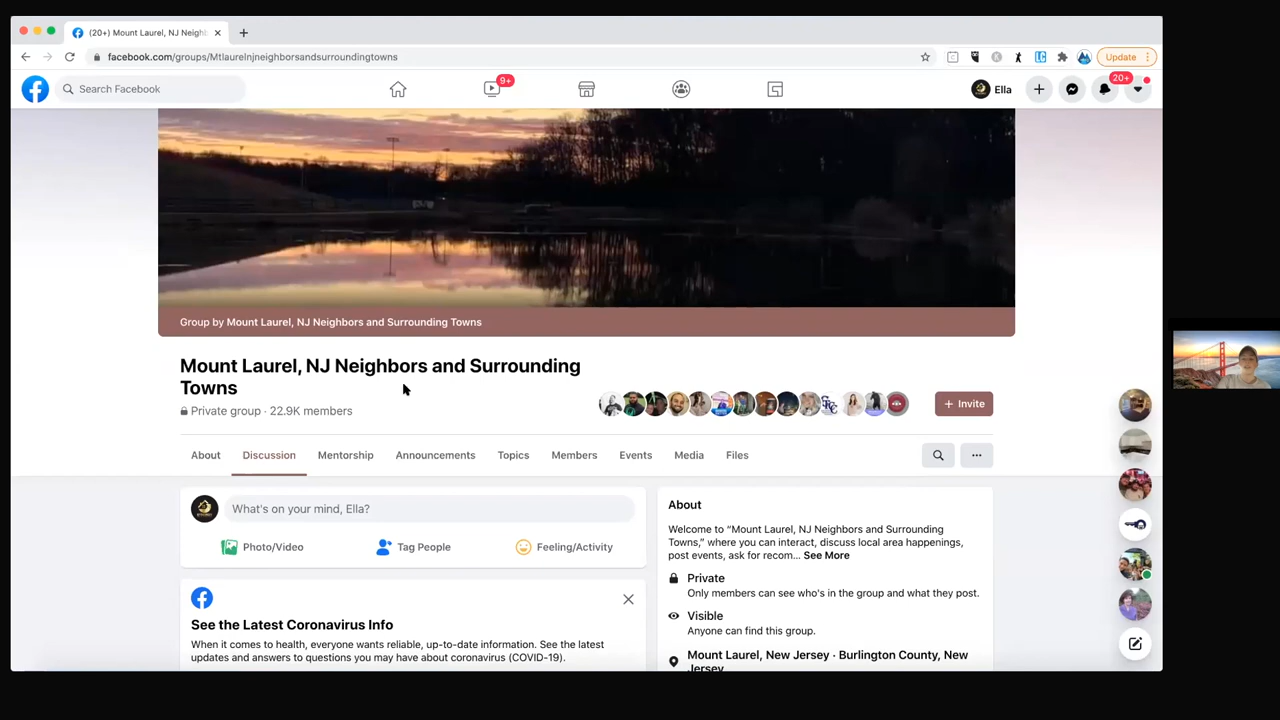 (20+) Mount Laurel, NJ Neighb
facebook.com/groups/Mtlaurelnjneighborsandsurroundingtowns
Update
Search Facebook
9+
Ella
20+
Group by Mount Laurel, NJ Neighbors and Surrounding Towns
Mount Laurel, NJ Neighbors and Surrounding
Towns
Private group · 22.9K members
SRC
+ Invite
About
Discussion
Mentorship
Announcements
Topics
Members
Events
Media
Files
What's on your mind, Ella?
Photo/Video
Tag People
Feeling/Activity
See the Latest Coronavirus Info
When it comes to health, everyone wants reliable, up-to-date information. See the latest
updates and answers to questions you may have about coronavirus (COVID-19).
About
Welcome to “Mount Laurel, NJ Neighbors and Surrounding
Towns,” where you can interact, discuss local area happenings,
post events, ask for recom... See More
Private
Only members can see who's in the group and what they post.
Visible
Anyone can find this group.
Mount Laurel, New Jersey · Burlington County, New
Jersey